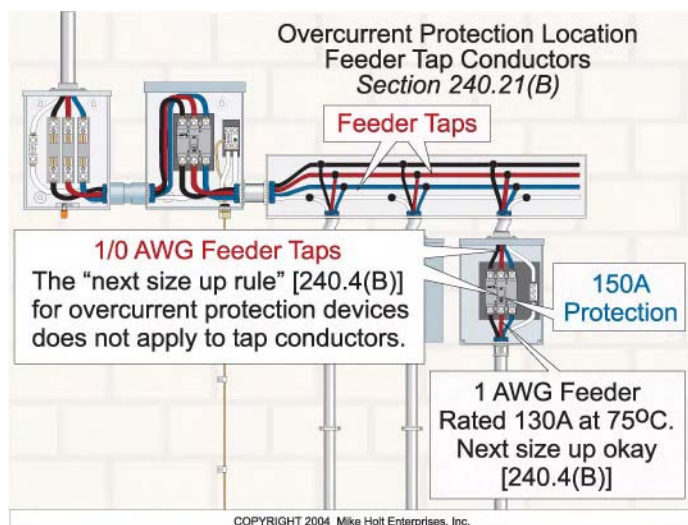 Overcurrent Protection Location
Feeder Tap Conductors
Section 240.21(B)
Feeder Taps
1/0 AWG Feeder Taps
The “next size up rule” [240.4(B)]
for overcurrent protection devices
does not apply to tap conductors.
150A
Protection
1 AWG Feeder
Rated 130A at 75ºC.
Next size up okay
[240.4(B)]
COPYRIGHT 2004 Mike Holt Enterprises, Inc.